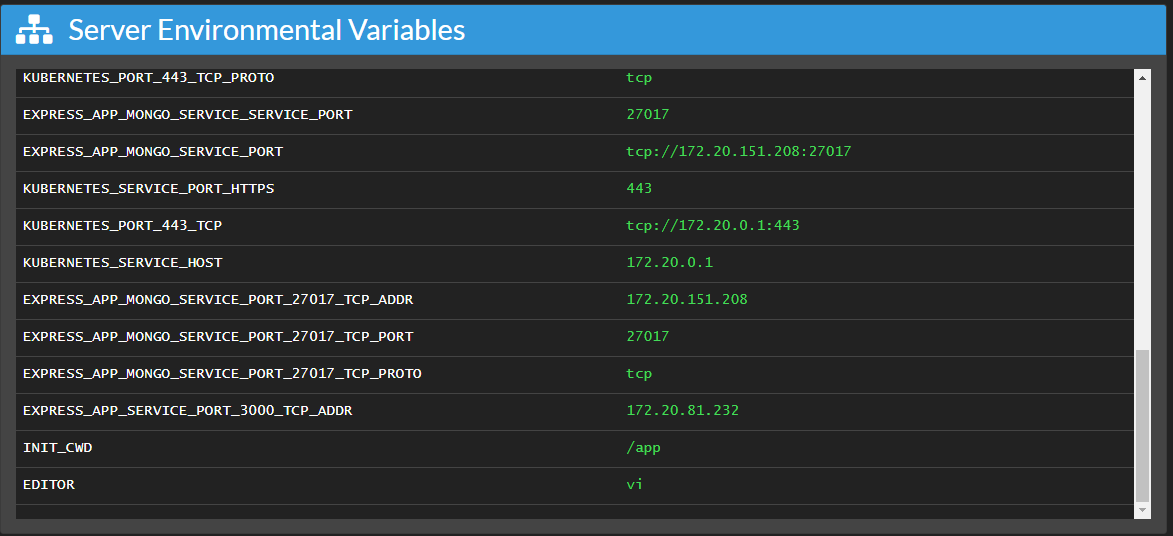 Server Environmental Variables
KUBERNETES_PORT_443_TCP_PROTO tcp
EXPRESS_APP_MONGO_SERVICE_SERVICE_PORT 27017
EXPRESS_APP_MONGO_SERVICE_PORT tcp://172.20.151.208:27017
KUBERNETES_SERVICE_PORT_HTTPS 443
KUBERNETES_PORT_443_TCP tcp://172.20.0.1:443
KUBERNETES_SERVICE_HOST 172.20.0.1
EXPRESS_APP_MONGO_SERVICE_PORT_27017_TCP_ADDR 172.20.151.208
EXPRESS_APP_MONGO_SERVICE_PORT_27017_TCP_PORT 27017
EXPRESS_APP_MONGO_SERVICE_PORT_27017_TCP_PROTO tcp
EXPRESS_APP_SERVICE_PORT_3000_TCP_ADDR 172.20.81.232
INIT_CWD /app
EDITOR vi